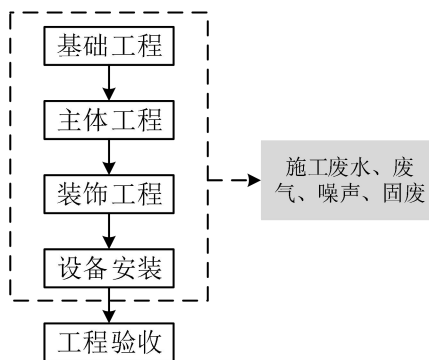 基础工程
主体工程
装饰工程
施工废水、废
气、噪声、固废
设备安装
工程验收